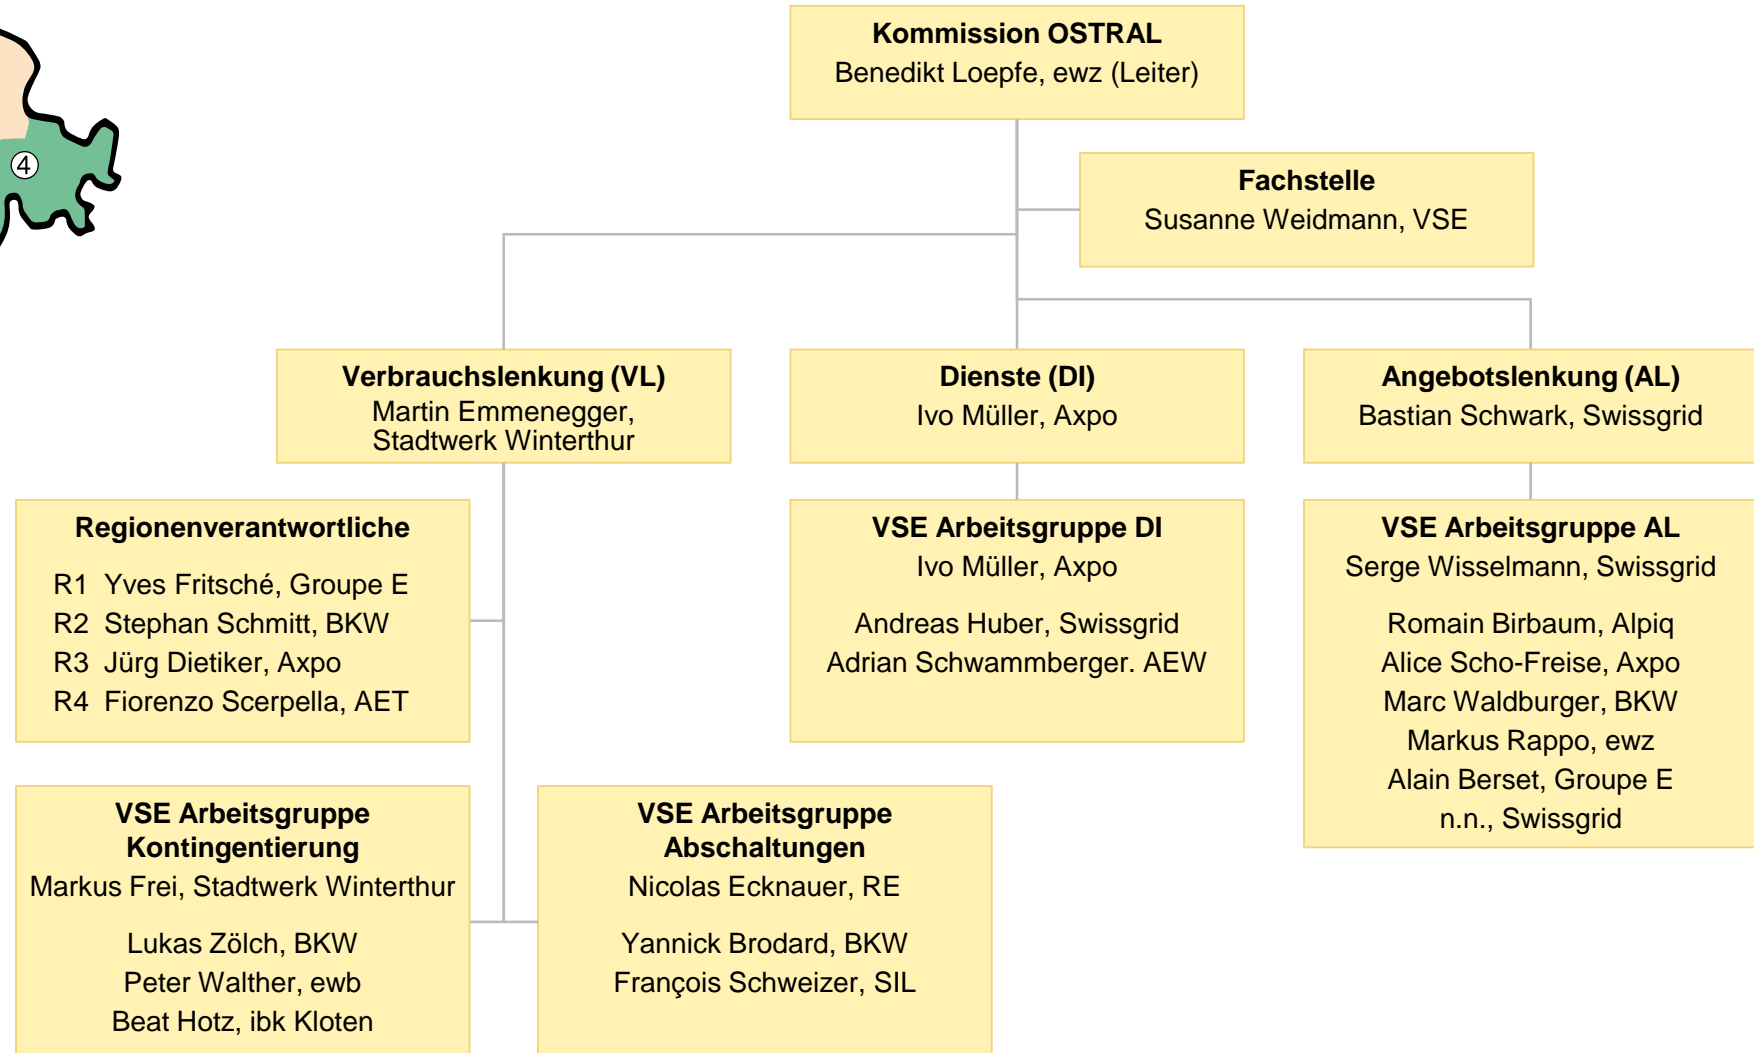 Kommission OSTRAL
Benedikt Loepfe, ewz (Leiter)
4
Fachstelle
Susanne Weidmann, VSE
Verbrauchslenkung (VL)
Martin Emmenegger,
Stadtwerk Winterthur
Dienste (DI)
Ivo Müller, Axpo
Angebotslenkung (AL)
Bastian Schwark, Swissgrid
Regionenverantwortliche
R1 Yves Fritsché, Groupe E
R2 Stephan Schmitt, BKW
R3 Jürg Dietiker, Axpo
R4 Fiorenzo Scerpella, AET
VSE Arbeitsgruppe DI
Ivo Müller, Axpo
Andreas Huber, Swissgrid
Adrian Schwammberger. AEW
VSE Arbeitsgruppe AL
Serge Wisselmann, Swissgrid
Romain Birbaum, Alpiq
Alice Scho-Freise, Axpo
Marc Waldburger, BKW
Markus Rappo, ewz
Alain Berset, Groupe E
n.n., Swissgrid
VSE Arbeitsgruppe
Kontingentierung
Markus Frei, Stadtwerk Winterthur
Lukas Zölch, BKW
Peter Walther, ewb
Beat Hotz, ibk Kloten
VSE Arbeitsgruppe
Abschaltungen
Nicolas Ecknauer, RE
Yannick Brodard, BKW
François Schweizer, SIL